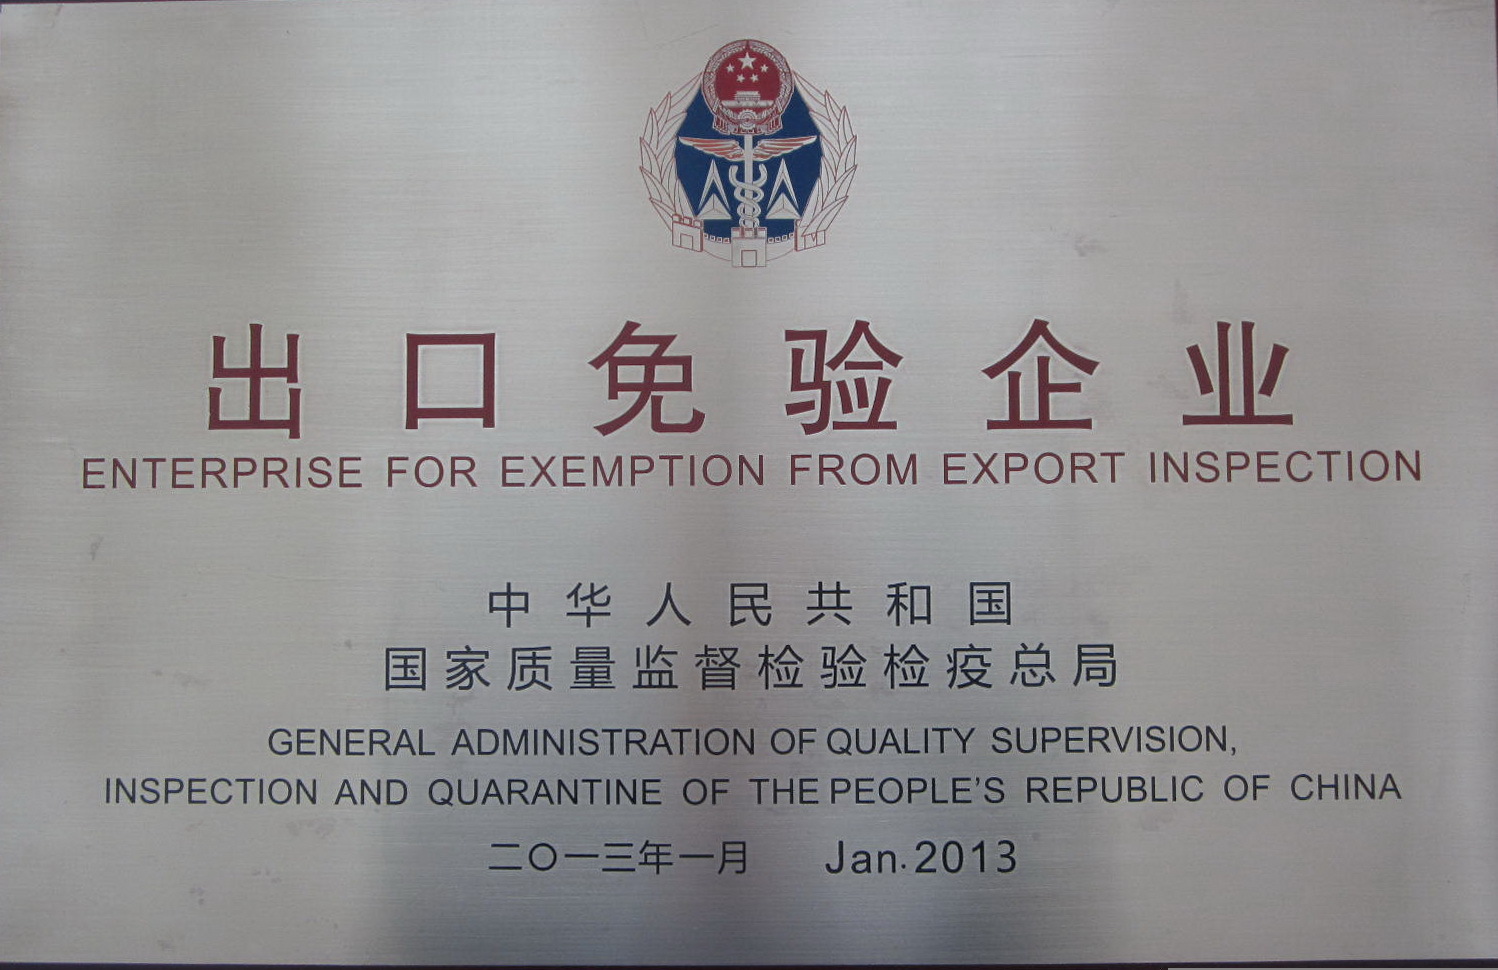 出口免验企业
ENTERPRISE FOR EXEMPTION FROM EXPORT INSPECTION
中华人民共和国
国家质量监督检验检疫总局
GENERAL ADMINISTRATION OF QUALITY SUPERVISION,
INSPECTION AND QUARANTINE OF THE PEOPLE'S REPUBLIC OF CHINA
二〇一三年一月 Jan.2013